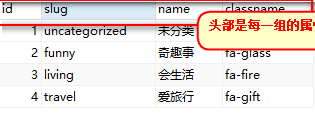 id slug name classname
头部是每一组的属
1 uncategorized 未分类
2 funny 奇趣事 fa-glass
3 living 会生活 fa-fire
4 travel 爱旅行 fa-gift